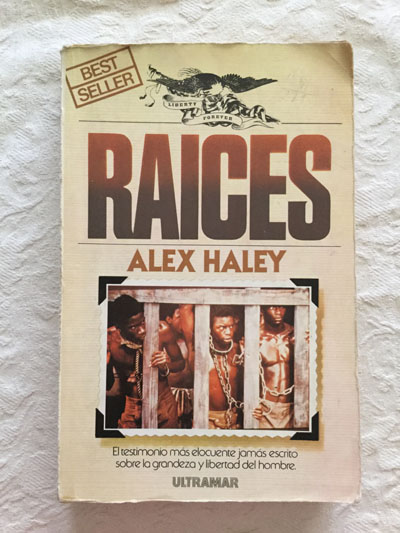 BEST
SELLER
LIBERTY
FOREVER
RAICES
ALEX HALEY
El testimonio más elocuente jamás escrito
sobre la grandeza y libertad del hombre.
ULTRAMAR